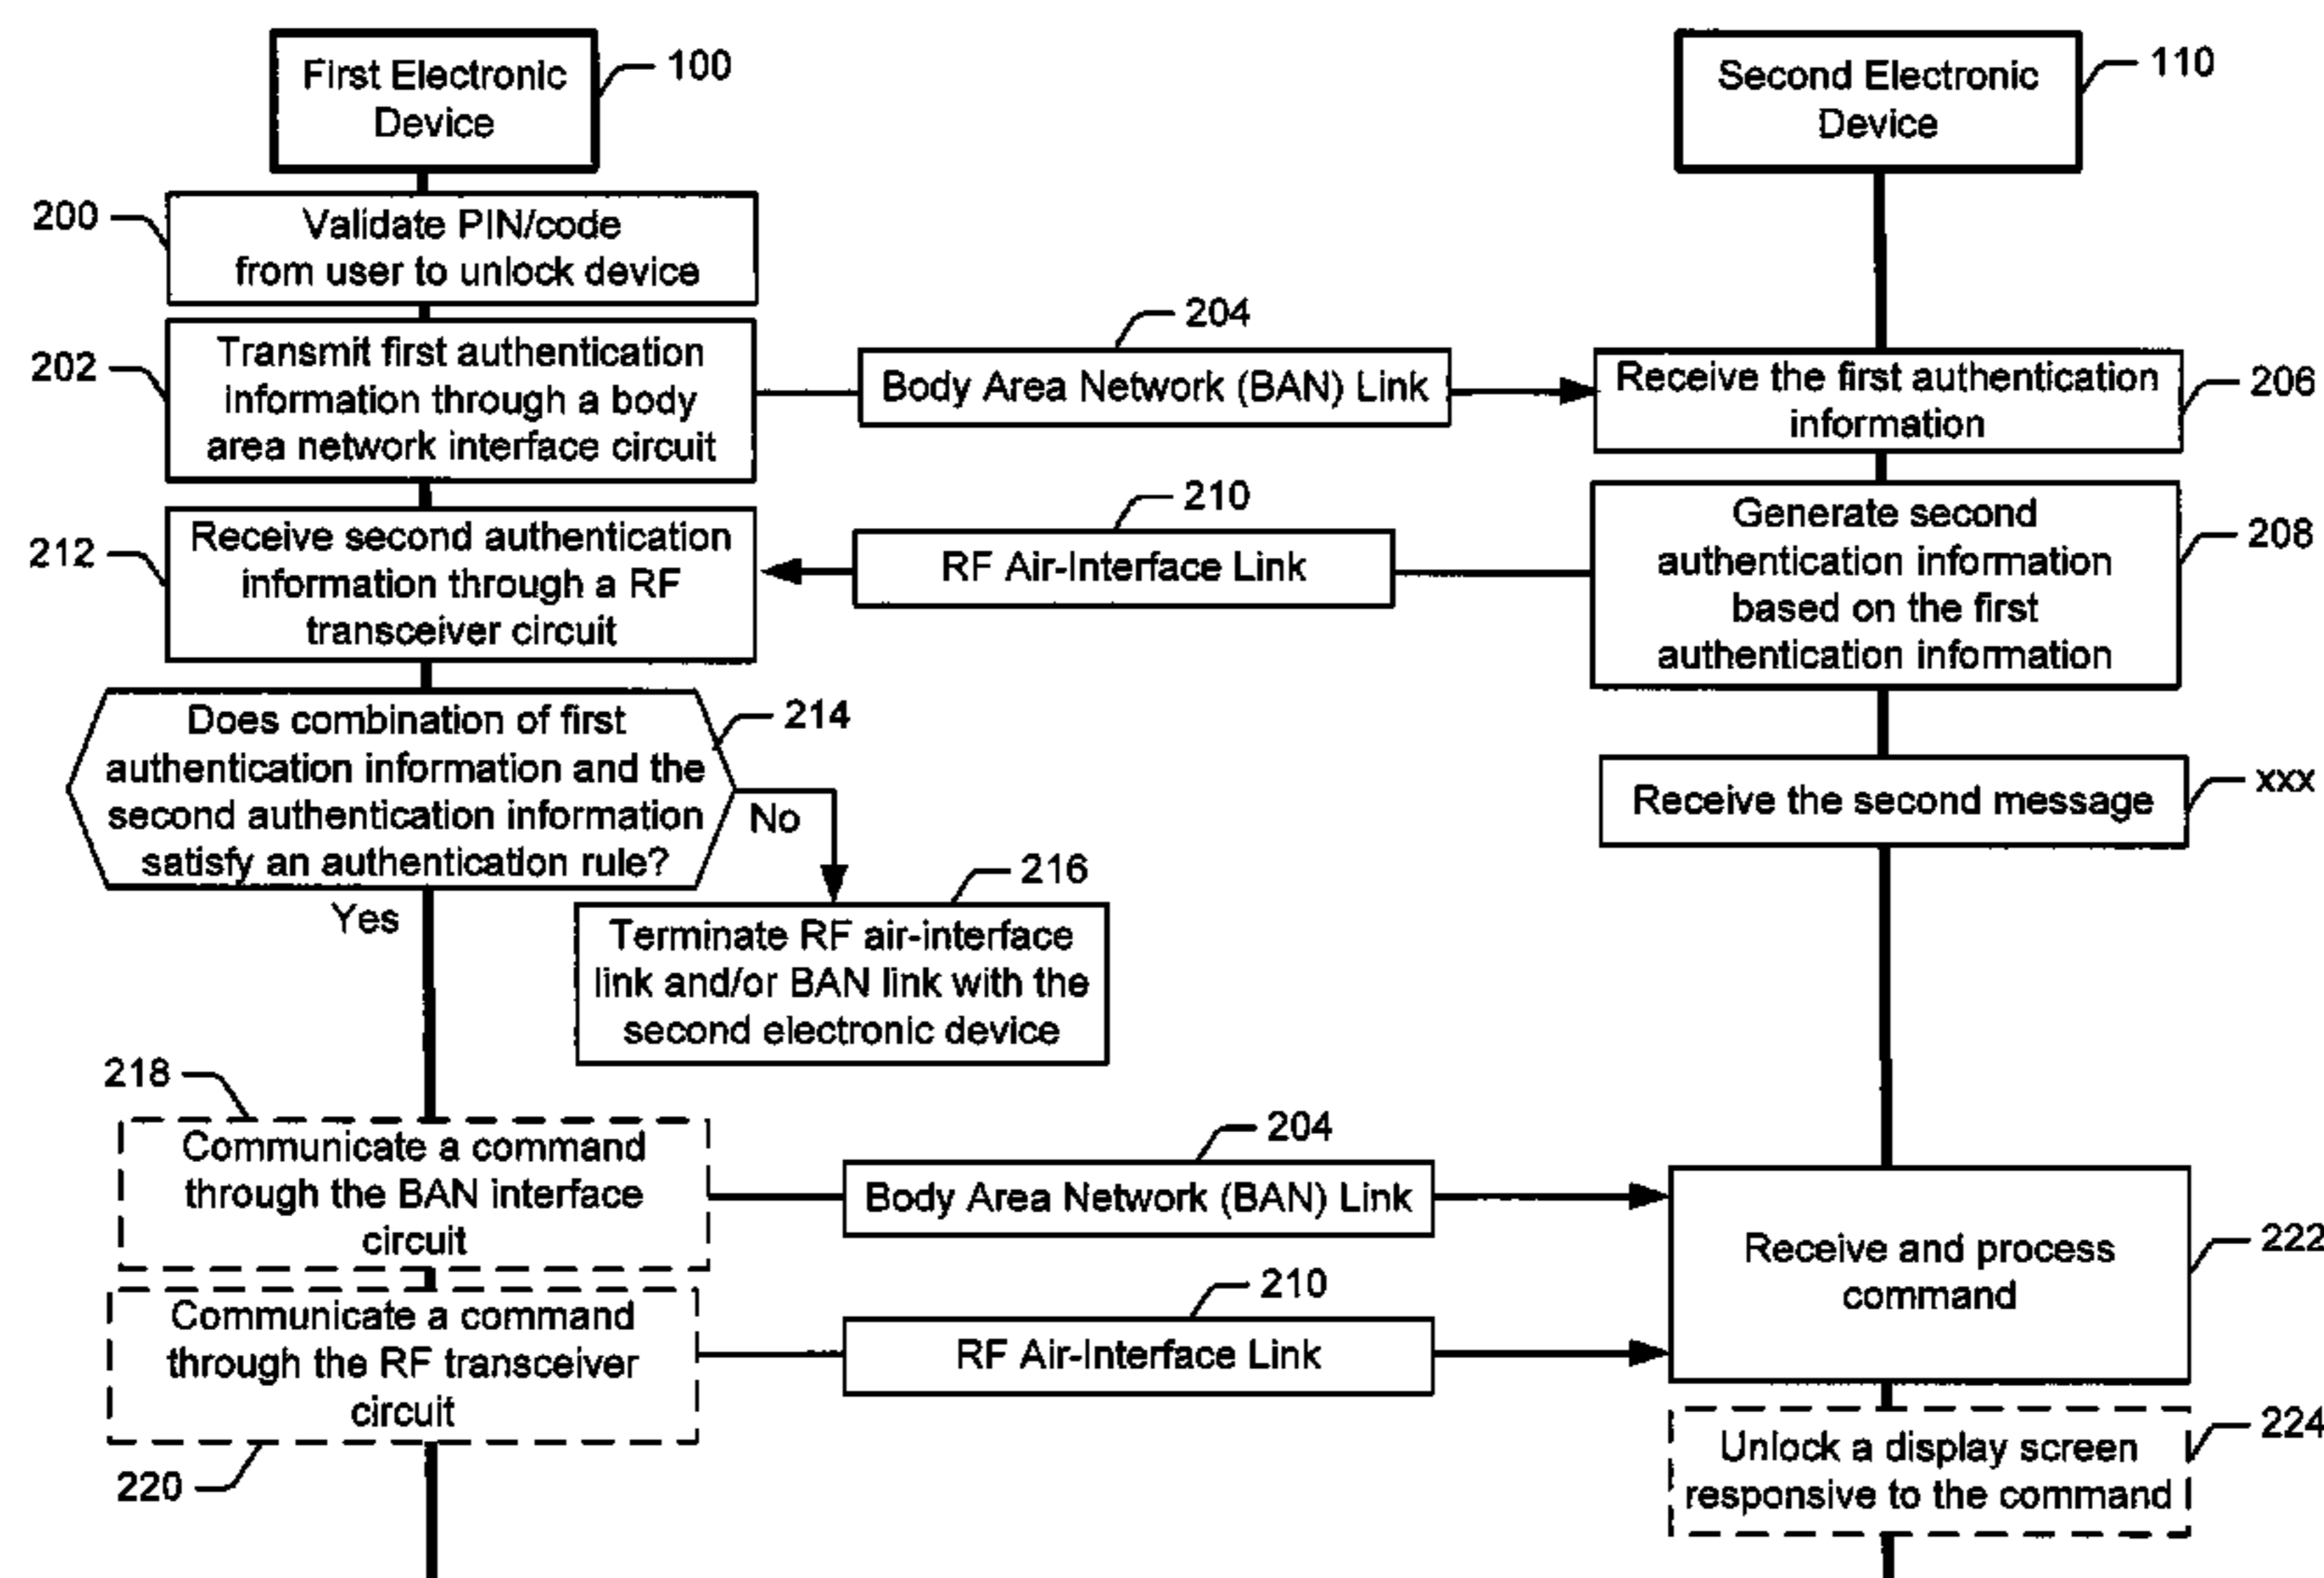 First Electronic
Device
100
Second Electronic
Device
110
200
Validate PIN/code
from user to unlock device
202
Transmit first authentication
information through a body
area network interface circuit
204
Body Area Network (BAN) Link
Receive the first authentication
information
206
212
Receive second authentication
information through a RF
transceiver circuit
210
RF Air-Interface Link
Generate second
authentication information
based on the first
authentication information
208
Does combination of first
authentication information and the
second authentication information
satisfy an authentication rule?
214
No
Yes
Receive the second message
xxx
216
Terminate RF air-interface
link and/or BAN link with the
second electronic device
218
Communicate a command
through the BAN interface
circuit
204
Body Area Network (BAN) Link
Receive and process
command
222
Communicate a command
through the RF transceiver
circuit
220
210
RF Air-Interface Link
Unlock a display screen
responsive to the command
224